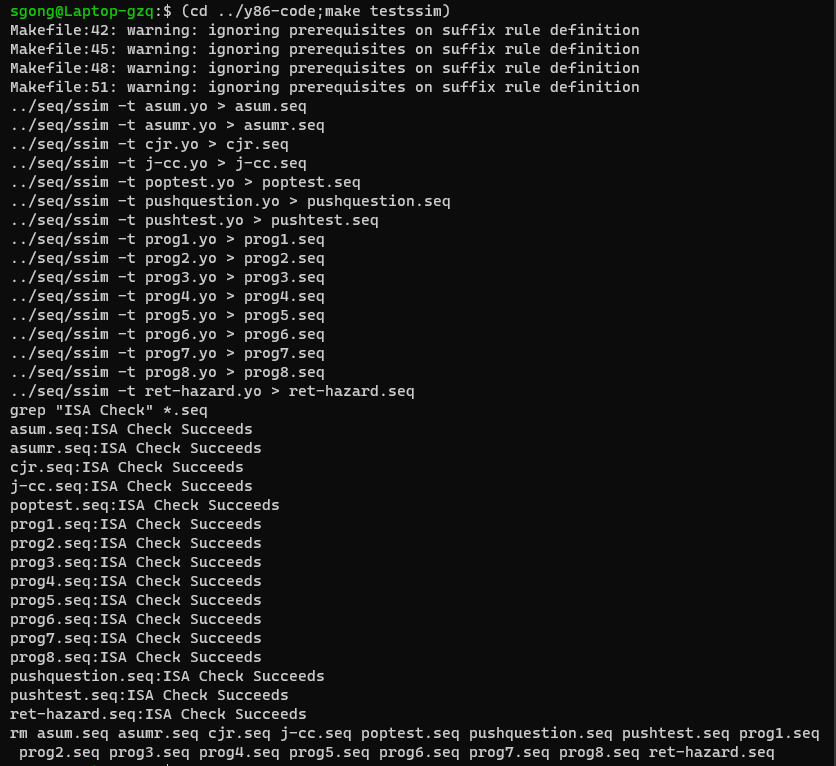 sgong@Laptop-gzq:$ (cd ../y86-code;make testssim)
Makefile:42: warning: ignoring prerequisites on suffix rule definition
Makefile:45: warning: ignoring prerequisites on suffix rule definition
Makefile:48: warning: ignoring prerequisites on suffix rule definition
Makefile:51: warning: ignoring prerequisites on suffix rule definition
../seq/ssim -t asum.yo > asum.seq
../seq/ssim -t asumr.yo > asumr.seq
../seq/ssim -t cjr.yo > cjr.seq
../seq/ssim -t j-cc.yo > j-cc.seq
../seq/ssim -t poptest.yo > poptest.seq
../seq/ssim -t pushquestion.yo > pushquestion.seq
../seq/ssim -t pushtest.yo > pushtest.seq
../seq/ssim -t prog1.yo > prog1.seq
../seq/ssim -t prog2.yo > prog2.seq
../seq/ssim -t prog3.yo > prog3.seq
../seq/ssim -t prog4.yo > prog4.seq
../seq/ssim -t prog5.yo > prog5.seq
../seq/ssim -t prog6.yo > prog6.seq
../seq/ssim -t prog7.yo > prog7.seq
../seq/ssim -t prog8.yo > prog8.seq
../seq/ssim -t ret-hazard.yo > ret-hazard.seq
grep "ISA Check" *.seq
asum.seq:ISA Check Succeeds
asumr.seq:ISA Check Succeeds
cjr.seq:ISA Check Succeeds
j-cc.seq:ISA Check Succeeds
poptest.seq:ISA Check Succeeds
prog1.seq:ISA Check Succeeds
prog2.seq:ISA Check Succeeds
prog3.seq:ISA Check Succeeds
prog4.seq:ISA Check Succeeds
prog5.seq:ISA Check Succeeds
prog6.seq:ISA Check Succeeds
prog7.seq:ISA Check Succeeds
prog8.seq:ISA Check Succeeds
pushquestion.seq:ISA Check Succeeds
pushtest.seq:ISA Check Succeeds
ret-hazard.seq:ISA Check Succeeds
rm asum.seq asumr.seq cjr.seq j-cc.seq poptest.seq pushquestion.seq pushtest.seq prog1.seq
 prog2.seq prog3.seq prog4.seq prog5.seq prog6.seq prog7.seq prog8.seq ret-hazard.seq